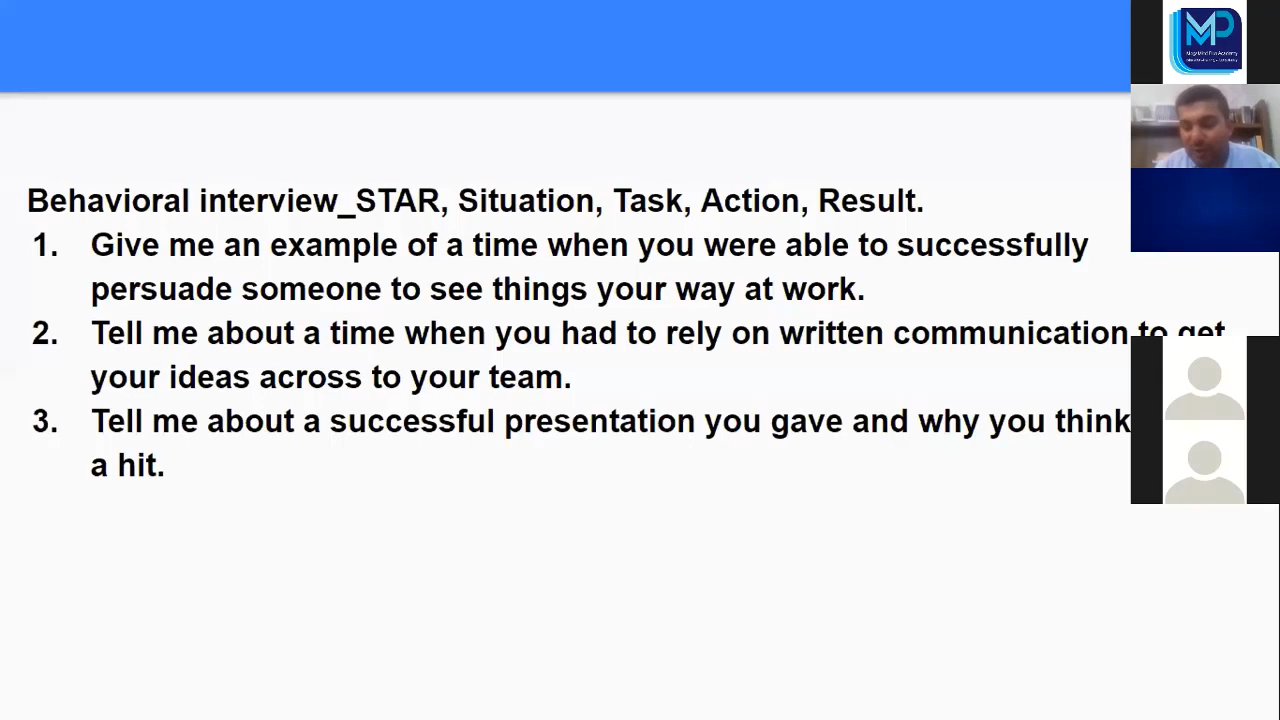 Behavioral interview_STAR, Situation, Task, Action, Result.
1. Give me an example of a time when you were able to successfully
persuade someone to see things your way at work.
2. Tell me about a time when you had to rely on written communication to get
your ideas across to your team.
3. Tell me about a successful presentation you gave and why you think
a hit.
MP